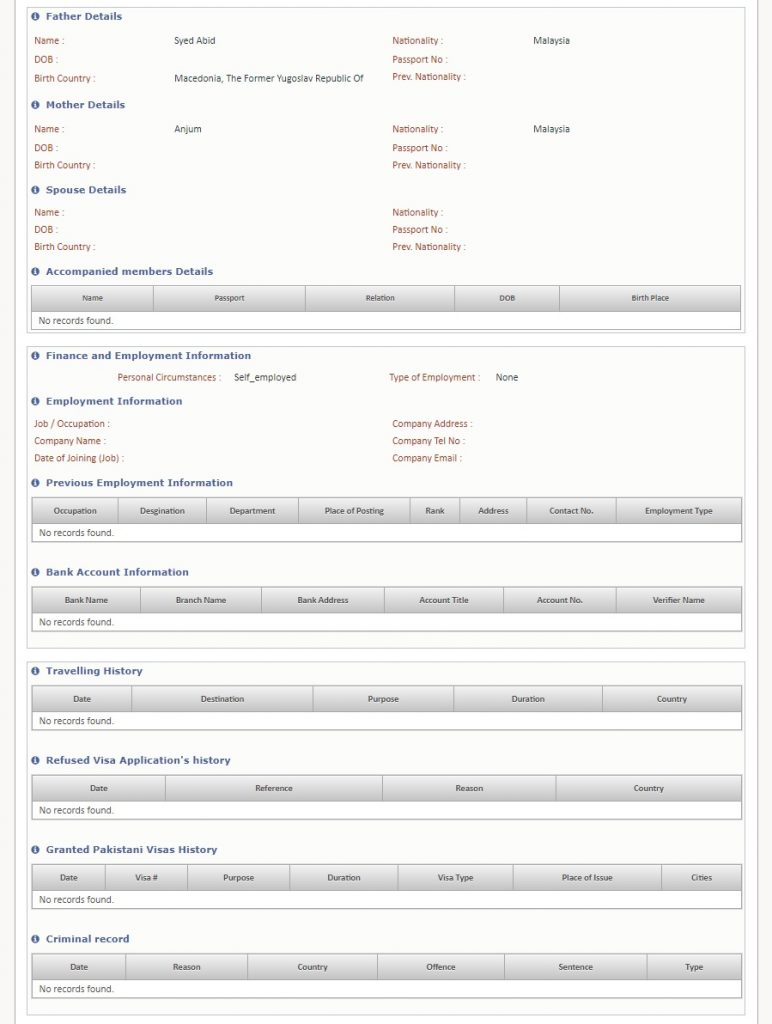 Father Details
Name : Syed Abid Nationality : Malaysia
DOB : Passport No :
Birth Country : Macedonia, The Former Yugoslav Republic Of Prev. Nationality :
Mother Details
Name : Anjum Nationality : Malaysia
DOB : Passport No :
Birth Country : Prev. Nationality :
Spouse Details
Name : Nationality :
DOB : Passport No :
Birth Country : Prev. Nationality :
Accompanied members Details
Name Passport Relation DOB Birth Place
No records found.
Finance and Employment Information
Personal Circumstances : Self_employed Type of Employment : None
Employment Information
Job / Occupation : Company Address :
Company Name : Company Tel No :
Date of Joining (Job) : Company Email :
Previous Employment Information
Occupation Desgination Department Place of Posting Rank Address Contact No. Employment Type
No records found.
Bank Account Information
Bank Name Branch Name Bank Address Account Title Account No. Verifier Name
No records found.
Travelling History
Date Destination Purpose Duration Country
No records found.
Refused Visa Application's history
Date Reference Reason Country
No records found.
Granted Pakistani Visas History
Date Visa # Purpose Duration Visa Type Place of Issue Cities
No records found.
Criminal record
Date Reason Country Offence Sentence Type
No records found.